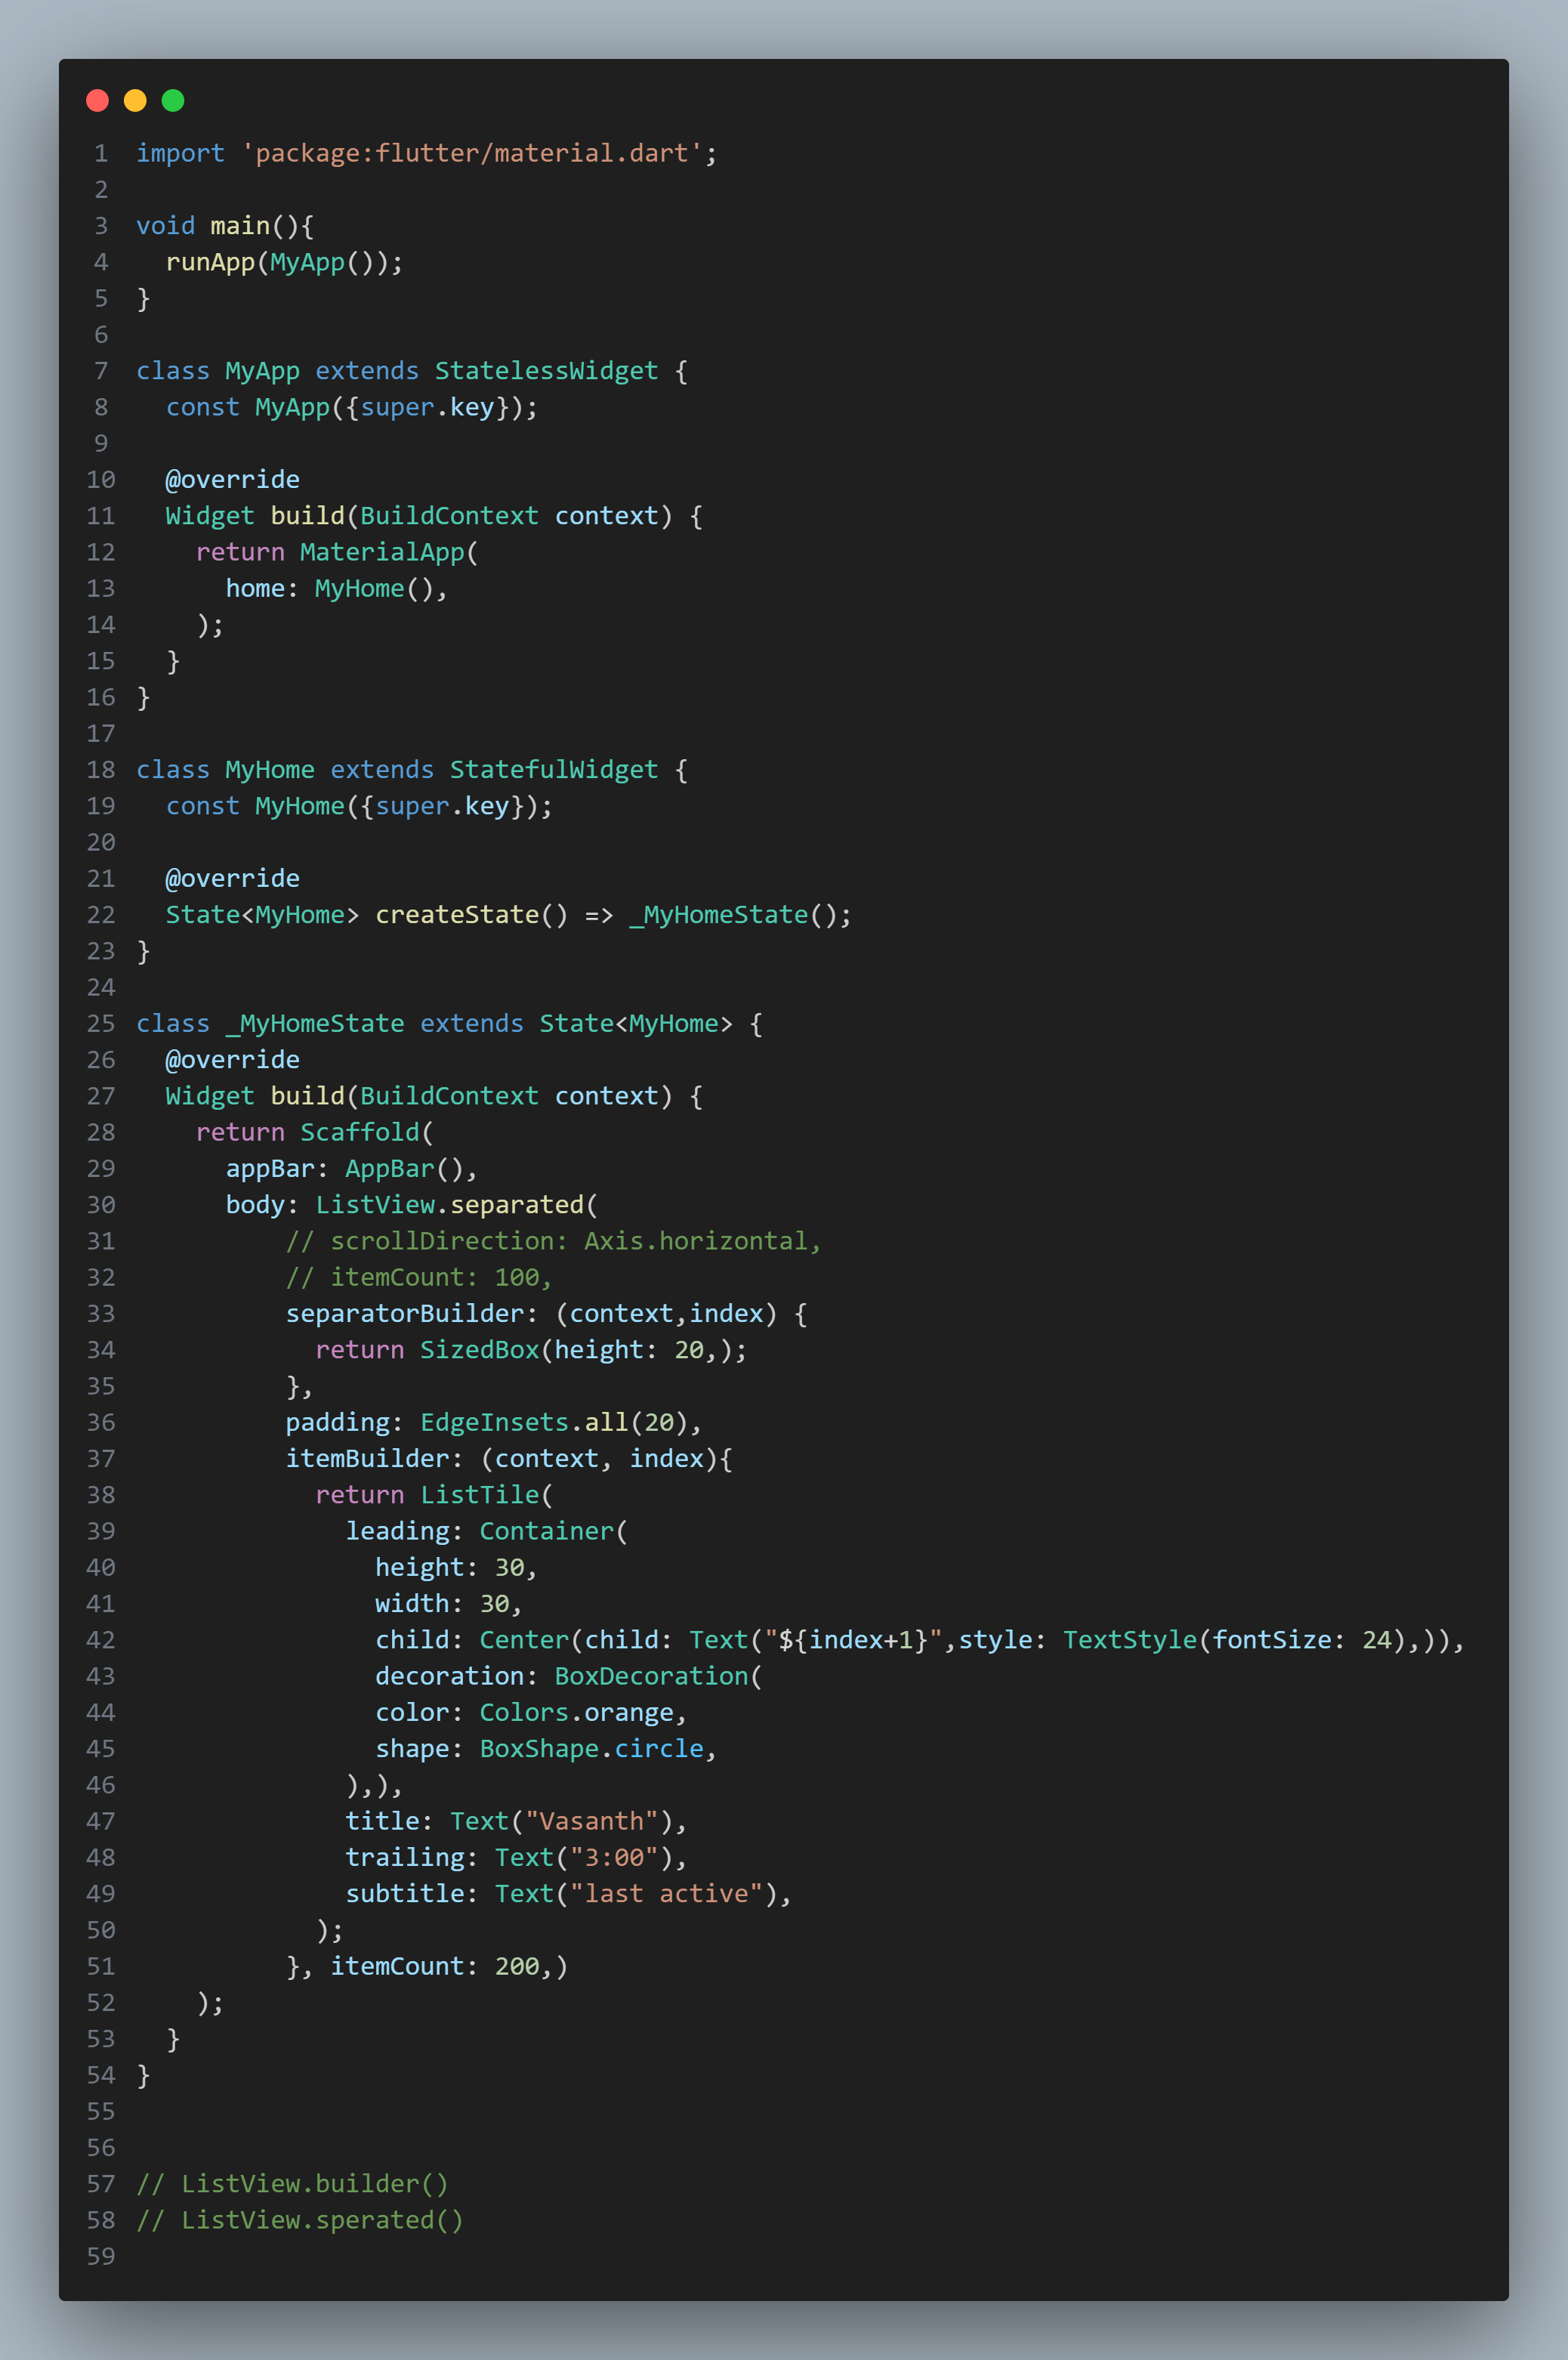 1 import 'package:flutter/material.dart';
2
3 void main(){
4   runApp(MyApp());
5 }
6
7 class MyApp extends StatelessWidget {
8   const MyApp({super.key});
9
10   @override
11   Widget build(BuildContext context) {
12     return MaterialApp(
13       home: MyHome(),
14     );
15   }
16 }
17
18 class MyHome extends StatefulWidget {
19   const MyHome({super.key});
20
21   @override
22   State<MyHome> createState() => _MyHomeState();
23 }
24
25 class _MyHomeState extends State<MyHome> {
26   @override
27   Widget build(BuildContext context) {
28     return Scaffold(
29       appBar: AppBar(),
30       body: ListView.separated(
31           // scrollDirection: Axis.horizontal,
32           // itemCount: 100,
33           separatorBuilder: (context,index) {
34             return SizedBox(height: 20,);
35           },
36           padding: EdgeInsets.all(20),
37           itemBuilder: (context, index){
38             return ListTile(
39               leading: Container(
40                 height: 30,
41                 width: 30,
42                 child: Center(child: Text("${index+1}",style: TextStyle(fontSize: 24),)),
43                 decoration: BoxDecoration(
44                 color: Colors.orange,
45                 shape: BoxShape.circle,
46               ),),
47               title: Text("Vasanth"),
48               trailing: Text("3:00"),
49               subtitle: Text("last active"),
50             );
51           }, itemCount: 200,)
52     );
53   }
54 }
55
56
57 // ListView.builder()
58 // ListView.sperated()
59